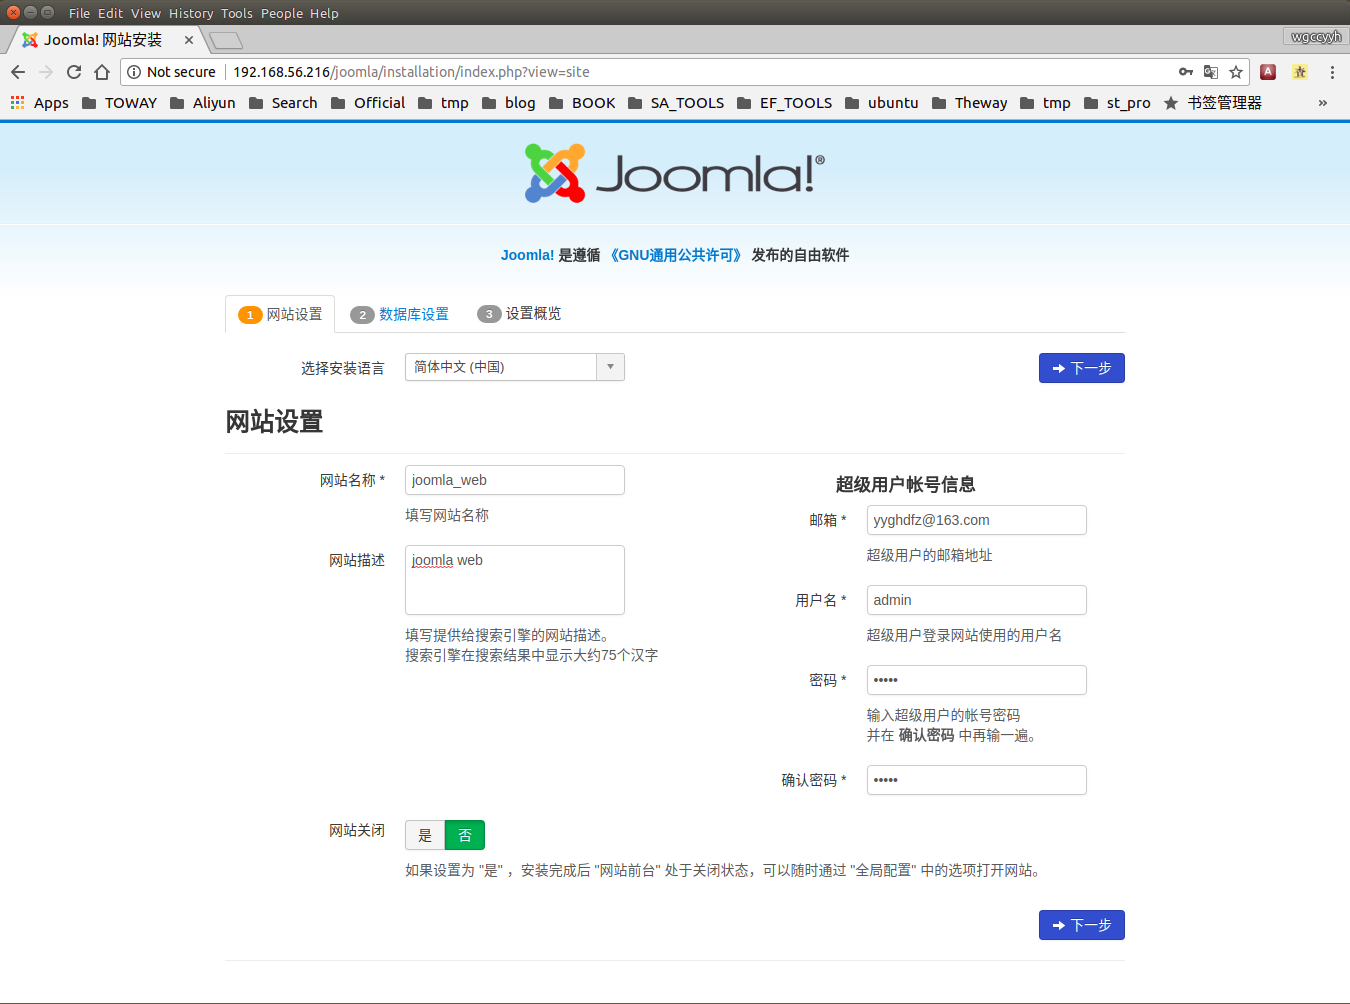 File Edit View History Tools People Help
Joomla! 网站安装
wgccyyh
Not secure 192.168.56.216/joomla/installation/index.php?view=site
Apps TOWAY Aliyun Search Official tmp blog BOOK SA_TOOLS EF_TOOLS ubuntu Theway tmp st_pro 书签管理器 »
Joomla!®
Joomla! 是遵循 《GNU通用公共许可》 发布的自由软件
1 网站设置 2 数据库设置 3 设置概览
选择安装语言 简体中文 (中国) 下一步
网站设置
网站名称 * joomla_web
填写网站名称
网站描述 joomla web
填写提供给搜索引擎的网站描述。
搜索引擎在搜索结果中显示大约75个汉字
超级用户帐号信息
邮箱 * yyghdfz@163.com
超级用户的邮箱地址
用户名 * admin
超级用户登录网站使用的用户名
密码 * •••••
输入超级用户的帐号密码
并在 确认密码 中再输一遍。
确认密码 * •••••
网站关闭 是 否
如果设置为 "是" ，安装完成后 "网站前台" 处于关闭状态，可以随时通过 "全局配置" 中的选项打开网站。
下一步